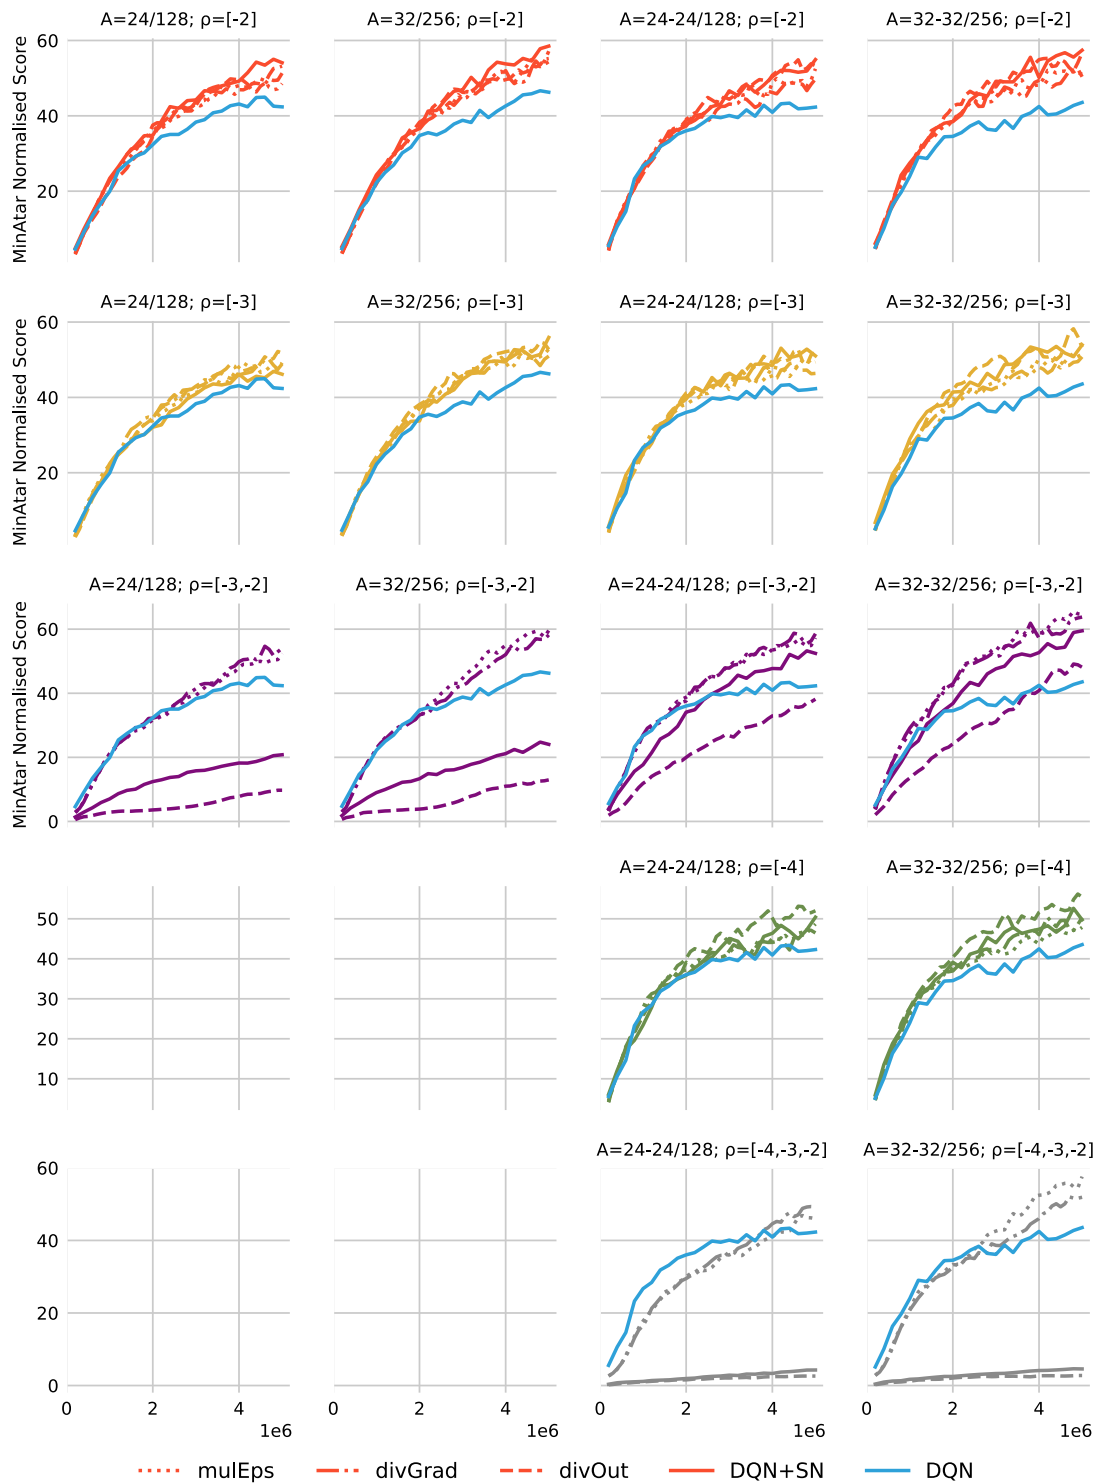 A=24/128; ρ=[-2] A=32/256; ρ=[-2] A=24-24/128; ρ=[-2] A=32-32/256; ρ=[-2]
MinAtar Normalised Score
60
40
20
A=24/128; ρ=[-3] A=32/256; ρ=[-3] A=24-24/128; ρ=[-3] A=32-32/256; ρ=[-3]
MinAtar Normalised Score
60
40
20
A=24/128; ρ=[-3,-2] A=32/256; ρ=[-3,-2] A=24-24/128; ρ=[-3,-2] A=32-32/256; ρ=[-3,-2]
MinAtar Normalised Score
60
40
20
0
A=24-24/128; ρ=[-4] A=32-32/256; ρ=[-4]
50
40
30
20
10
A=24-24/128; ρ=[-4,-3,-2] A=32-32/256; ρ=[-4,-3,-2]
60
40
20
0
0 2 4 0 2 4 0 2 4 0 2 4
1e6 1e6 1e6 1e6
mulEps divGrad divOut DQN+SN DQN